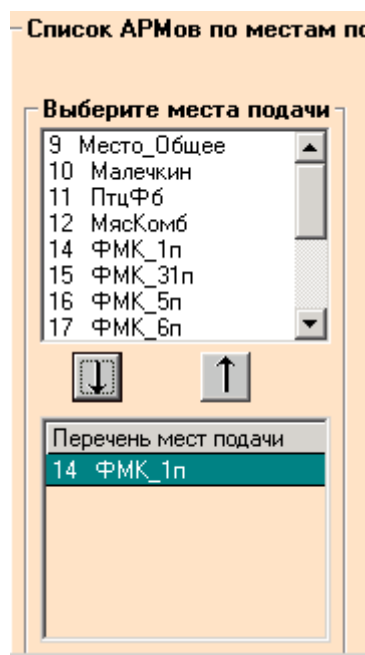 Список АРМов по местам по
Выберите места подачи
9 Место_Общее
10 Малечкин
11 ПтцФб
12 МясКомб
14 ФМК_1п
15 ФМК_31п
16 ФМК_5п
17 ФМК_6п
Перечень мест подачи
14 ФМК_1п